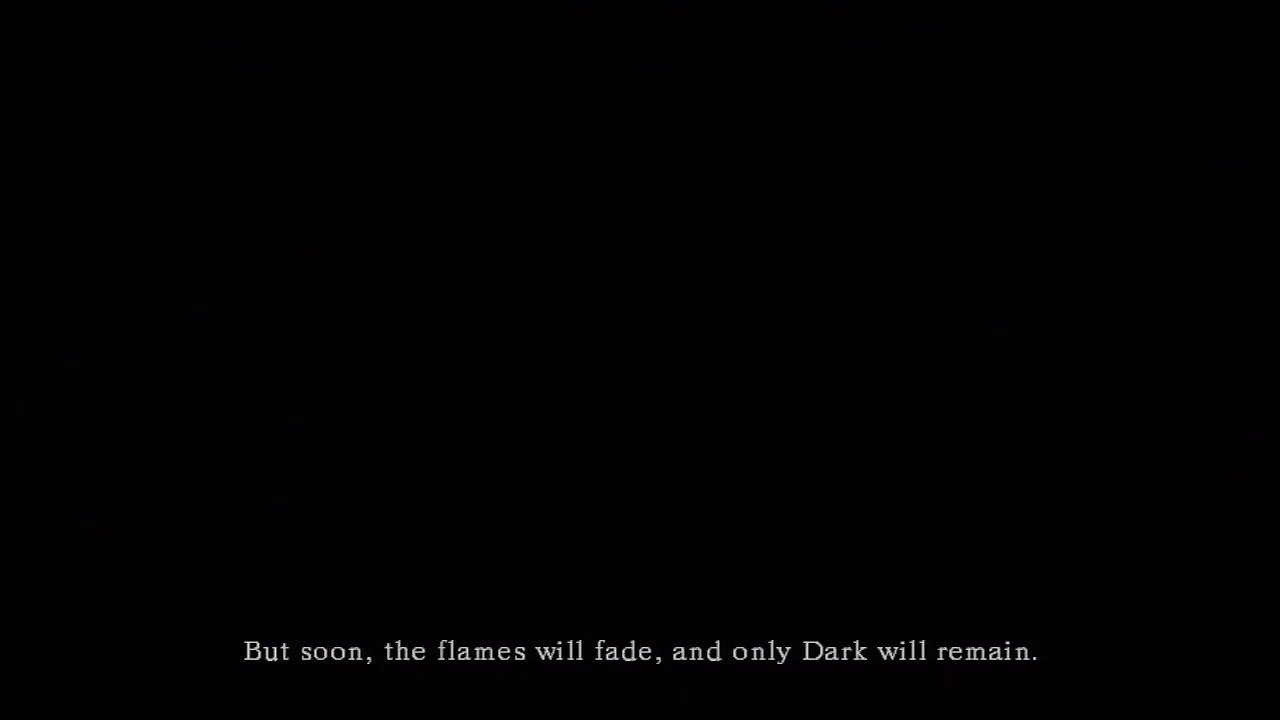 But soon, the flames will fade, and only Dark will remain.